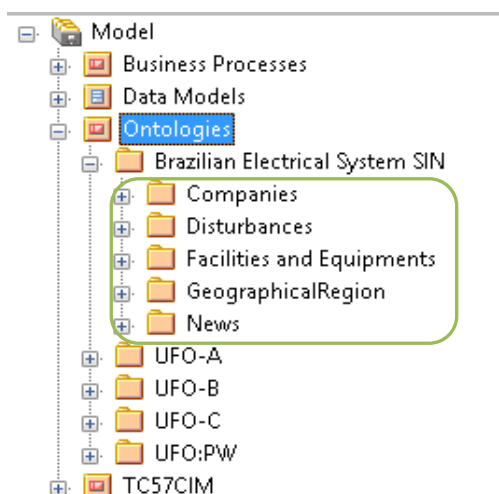 Model
Business Processes
Data Models
Ontologies
Brazilian Electrical System SIN
Companies
Disturbances
Facilities and Equipments
GeographicalRegion
News
UFO-A
UFO-B
UFO-C
UFO:PW
TC57CIM